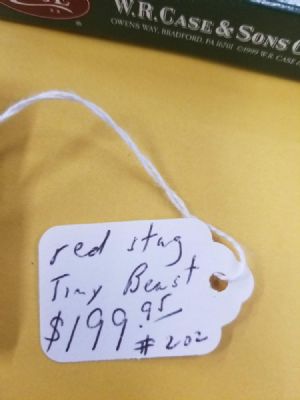 W.R. CASE & SONS C
OWENS WAY, BRADFORD, PA 16701 ©1999 W.R. CASE
red stag
Tiny Beast
$199.95
#202